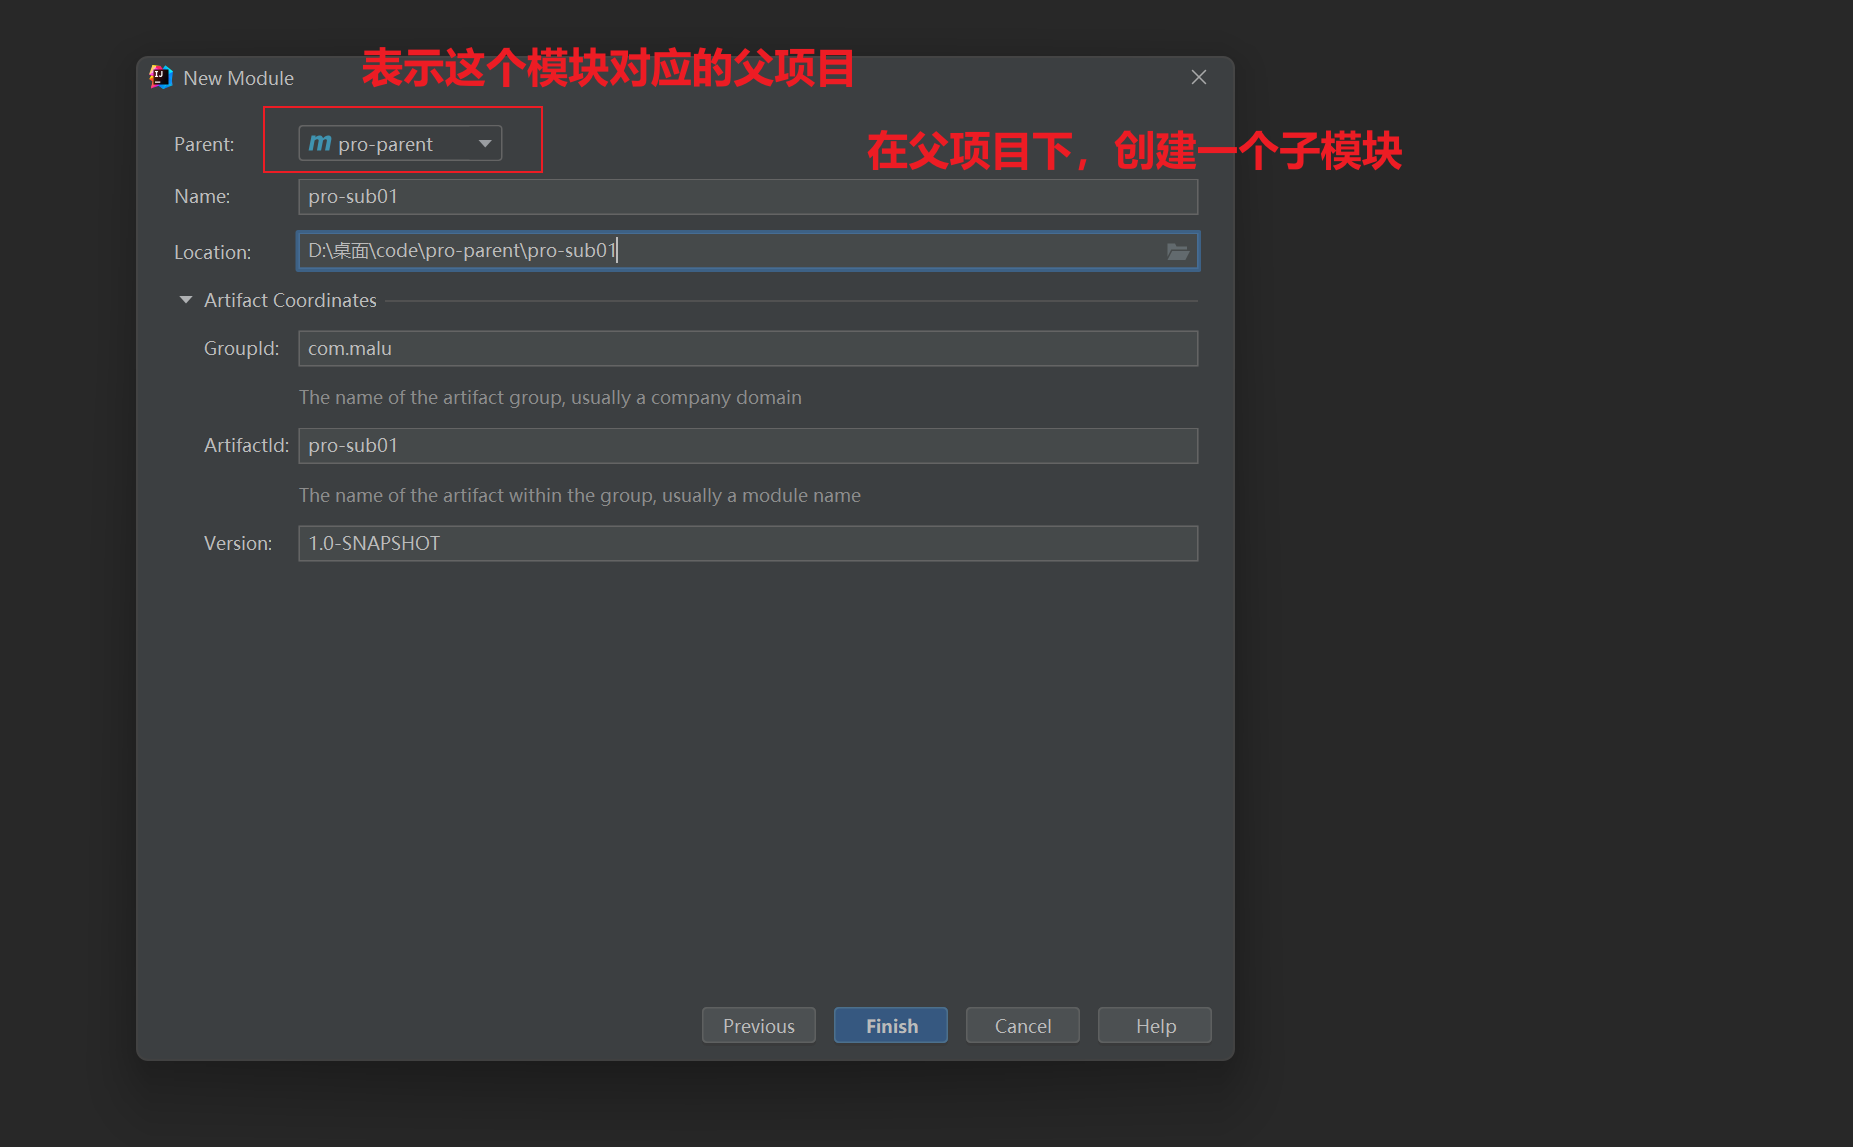 表示这个模块对应的父项目
New Module
在父项目下，创建一个子模块
Parent: m pro-parent
Name: pro-sub01
Location: D:\桌面\code\pro-parent\pro-sub01
Artifact Coordinates
GroupId: com.malu
The name of the artifact group, usually a company domain
ArtifactId: pro-sub01
The name of the artifact within the group, usually a module name
Version: 1.0-SNAPSHOT
Previous Finish Cancel Help